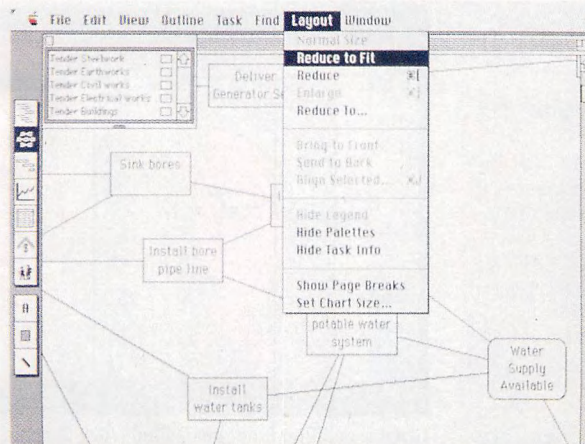 File Edit View Outline Task Find Layout Window
Tender Steelwork
Tender Earthworks
Tender Civil works
Tender Electrical works
Tender Buildings
Deliver
Generator Se
Normal Size
Reduce to Fit
Reduce ⌘[
Enlarge ⌘]
Reduce To...
Bring to Front
Send to Back
Align Selected... ⌘J
Hide Legend
Hide Palettes
Hide Task Info
Show Page Breaks
Set Chart Size...
Sink bores
Install bore
pipe line
potable water
system
Water
Supply
Available
Install
water tanks
A